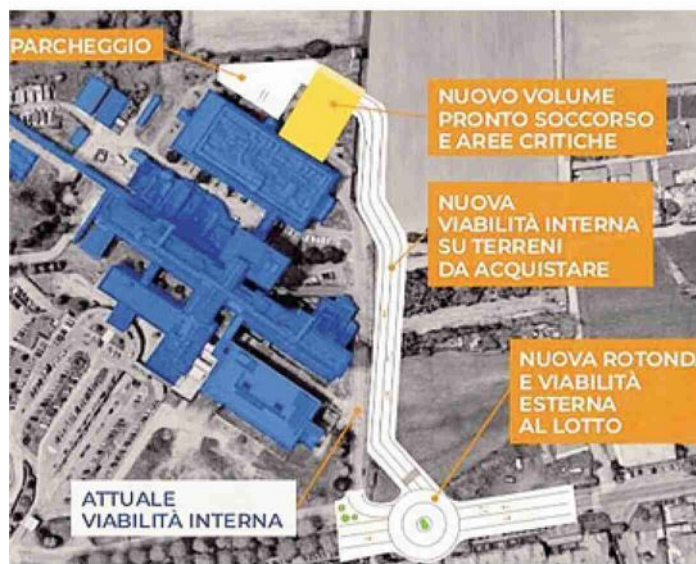 PARCHEGGIO
NUOVO VOLUME
PRONTO SOCCORSO
E AREE CRITICHE
NUOVA
VIABILITÀ INTERNA
SU TERRENI
DA ACQUISTARE
NUOVA ROTOND
E VIABILITÀ
ESTERNA
AL LOTTO
ATTUALE
VIABILITÀ INTERNA